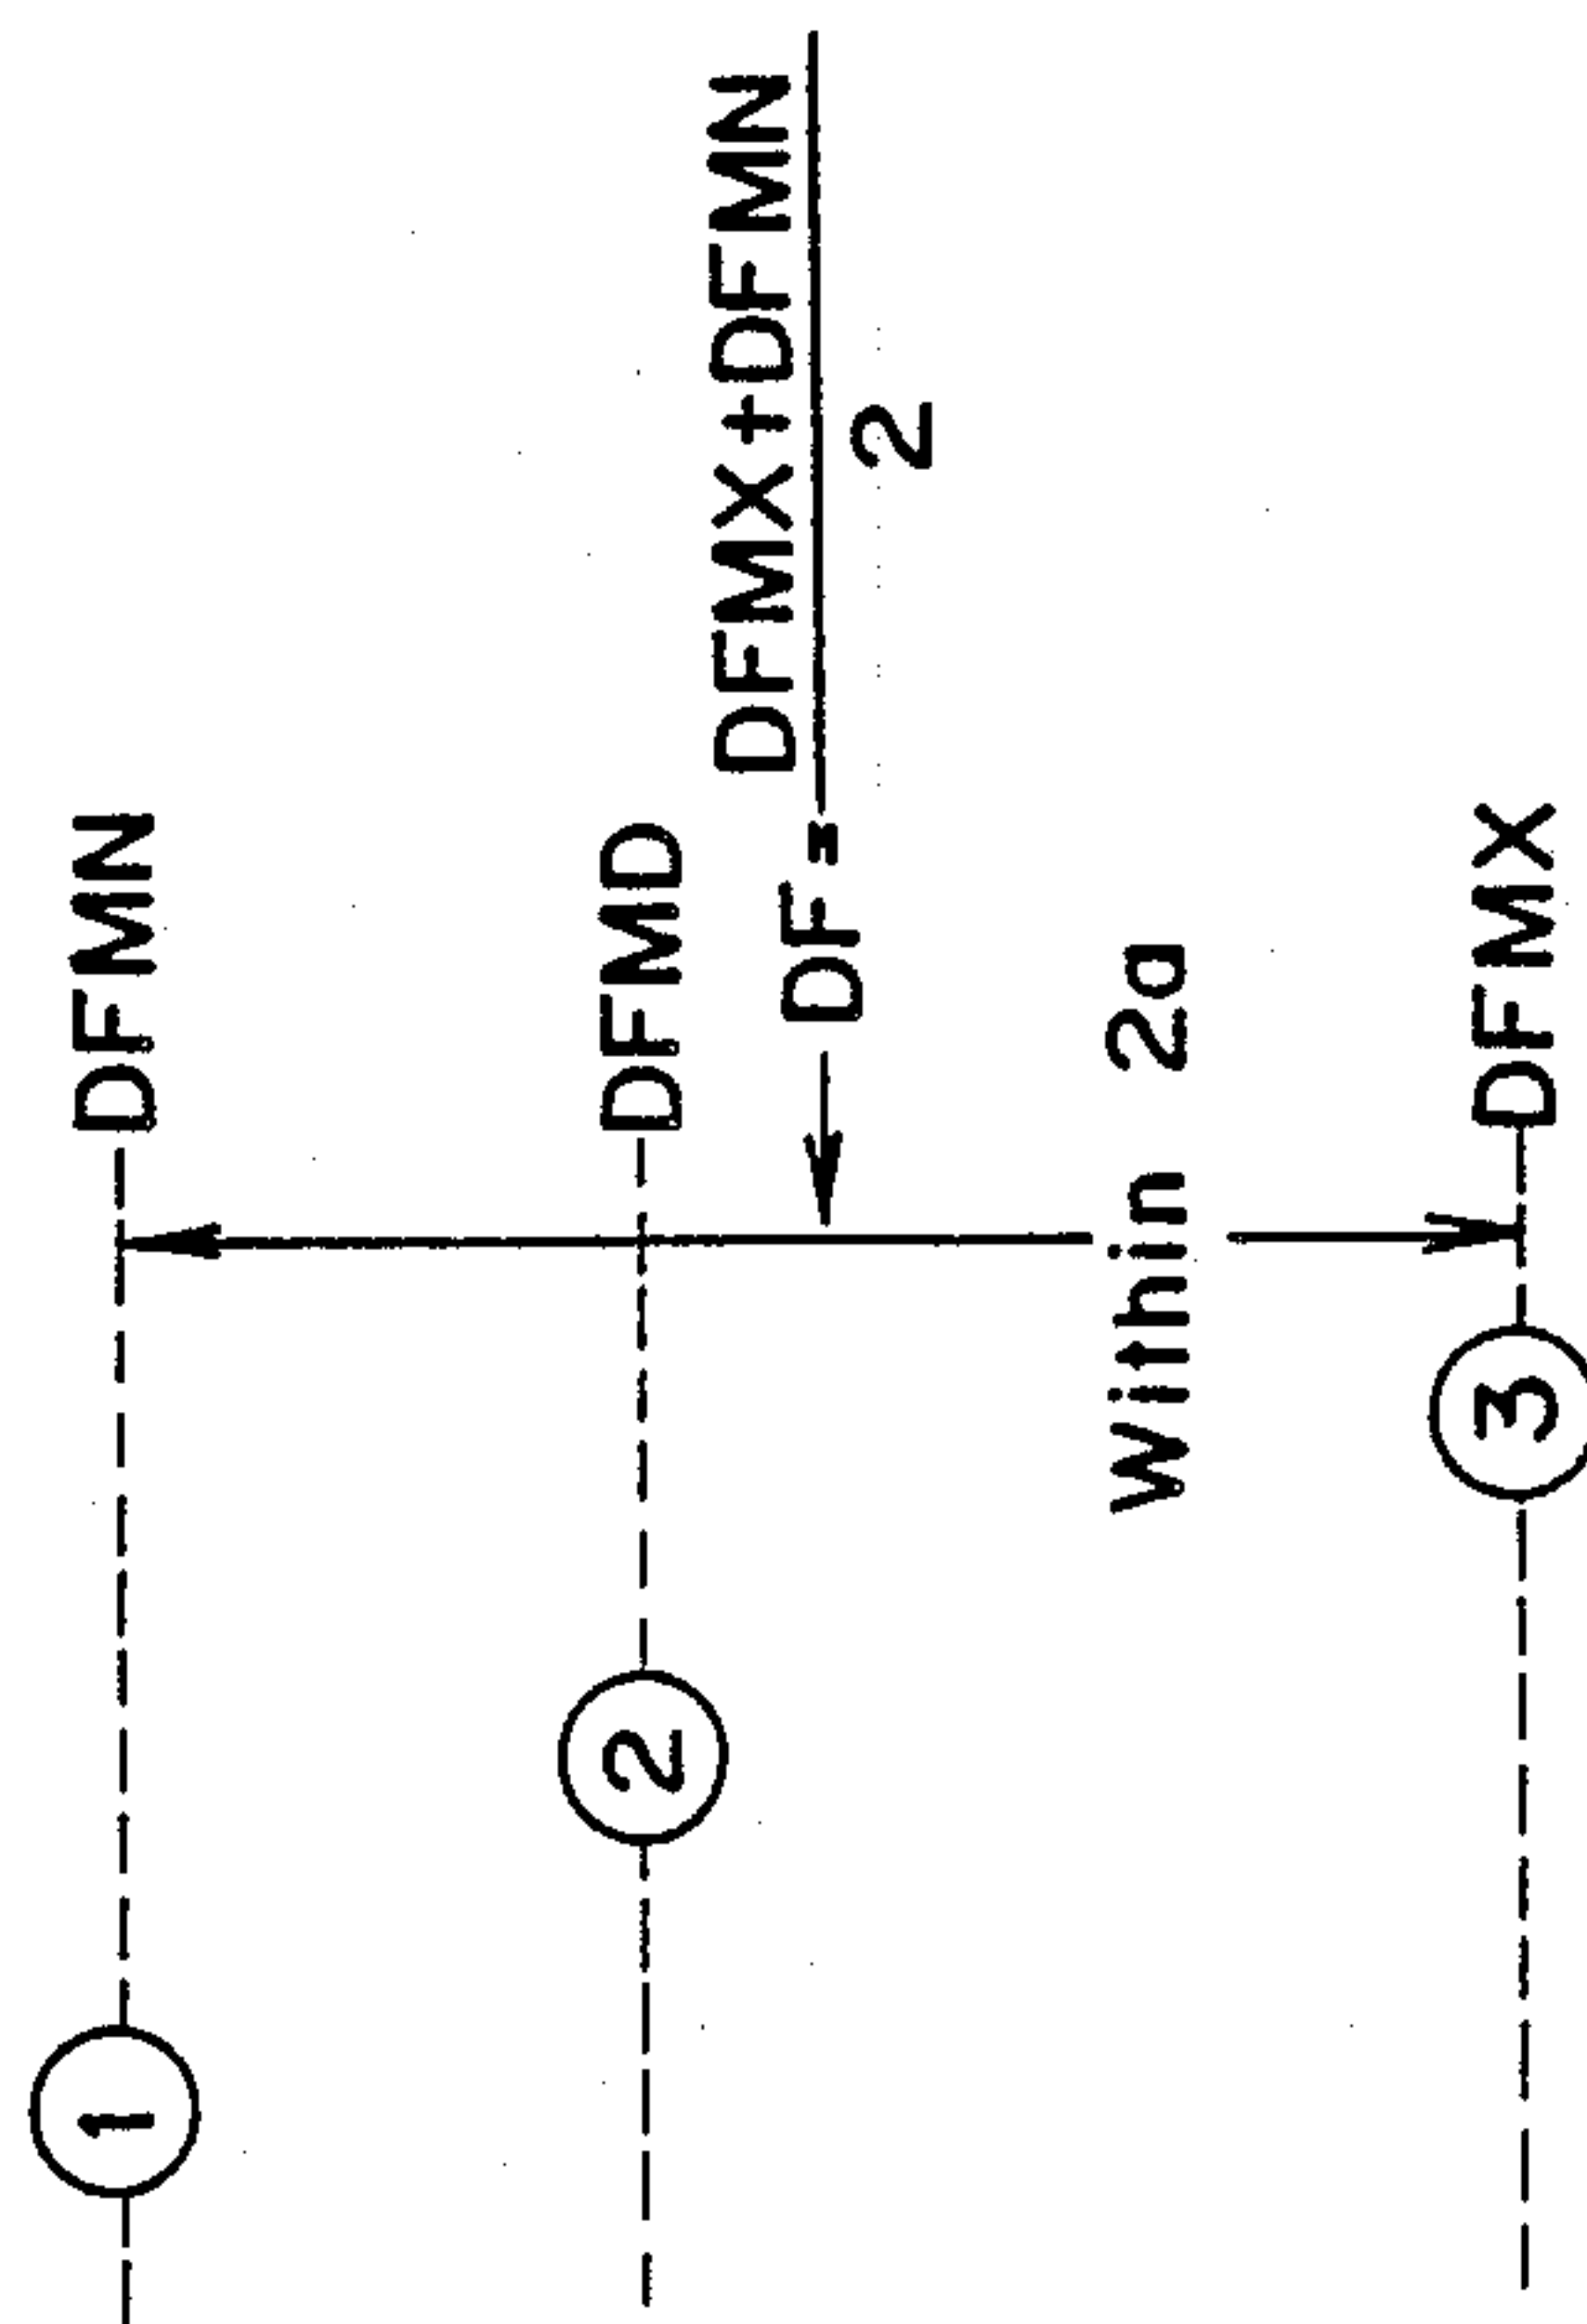 ① DFMN
② DFMD
DFMX+DFMN
DF=
2
Within 2a
③ DFMX